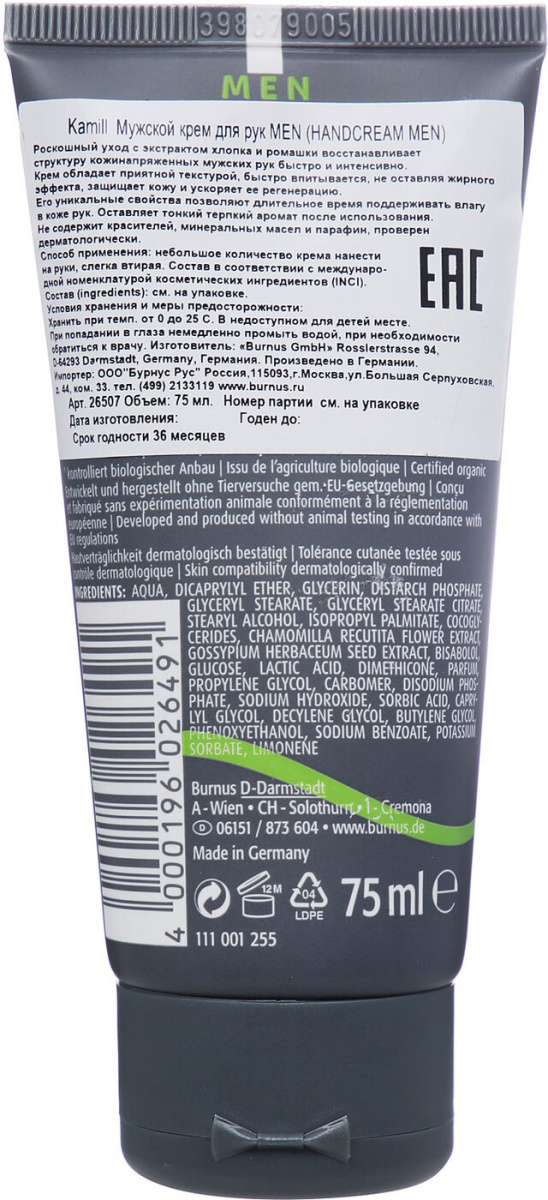 398079005
MEN
Kamill Мужской крем для рук MEN (HANDCREAM MEN)
Роскошный уход с экстрактом хлопка и ромашки восстанавливает
структуру кожинапряженных мужских рук быстро и интенсивно.
Крем обладает приятной текстурой, быстро впитывается, не оставляя жирного
эффекта, защищает кожу и ускоряет ее регенерацию.
Его уникальные свойства позволяют длительное время поддерживать влагу
в коже рук. Оставляет тонкий терпкий аромат после использования.
Не содержит красителей, минеральных масел и парафин, проверен
дерматологически.
Способ применения: небольшое количество крема нанести
на руки, слегка втирая. Состав в соответствии с междунаро-
дной номенклатурой косметических ингредиентов (INCI).
Состав (ingredients): см. на упаковке.
Условия хранения и меры предосторожности:
Хранить при темп. от 0 до 25 С. В недоступном для детей месте.
При попадании в глаза немедленно промыть водой, при необходимости
обратиться к врачу. Изготовитель: «Burnus GmbH» Rosslerstrasse 94,
D-64293 Darmstadt, Germany, Германия. Произведено в Германии.
Импортер: ООО"Бурнус Рус" Россия,115093,г.Москва,ул.Большая Серпуховская,
д. 44, ком. 33. тел. (499) 2133119 www.burnus.ru
Арт. 26507 Объем: 75 мл. Номер партии см. на упаковке
Дата изготовления: Годен до:
Срок годности 36 месяцев
EAC
kontrolliert biologischer Anbau | Issu de l'agriculture biologique | Certified organic
Entwickelt und hergestellt ohne Tierversuche gem. EU-Gesetzgebung | Conçu
et fabriqué sans expérimentation animale conformément à la réglementation
européenne | Developed and produced without animal testing in accordance with
EU regulations
Hautverträglichkeit dermatologisch bestätigt | Tolérance cutanée testée sous
contrôle dermatologique | Skin compatibility dermatologically confirmed
INGREDIENTS: AQUA, DICAPRYLYL ETHER, GLYCERIN, DISTARCH PHOSPHATE,
GLYCERYL STEARATE, GLYCERYL STEARATE CITRATE,
STEARYL ALCOHOL, ISOPROPYL PALMITATE, COCOGLY-
CERIDES, CHAMOMILLA RECUTITA FLOWER EXTRACT,
GOSSYPIUM HERBACEUM SEED EXTRACT, BISABOLOL,
GLUCOSE, LACTIC ACID, DIMETHICONE, PARFUM,
PROPYLENE GLYCOL, CARBOMER, DISODIUM PHOS-
PHATE, SODIUM HYDROXIDE, SORBIC ACID, CAPRY-
LYL GLYCOL, DECYLENE GLYCOL, BUTYLENE GLYCOL,
PHENOXYETHANOL, SODIUM BENZOATE, POTASSIUM
SORBATE, LIMONENE
4 000196 026491
Burnus D-Darmstadt
A - Wien • CH - Solothurn • I - Cremona
D 06151 / 873 604 • www.burnus.de
Made in Germany
12 M
04
LDPE
75 ml e
111 001 255